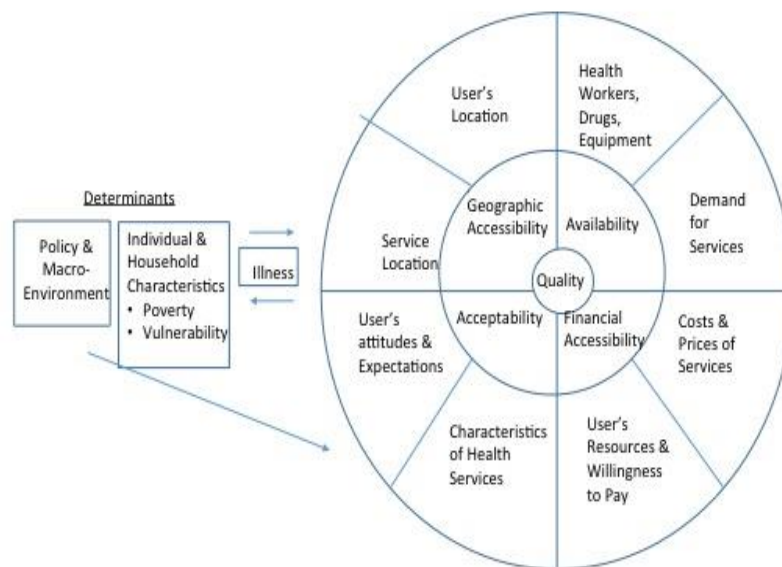 Determinants
Policy &
Macro-
Environment
Individual &
Household
Characteristics
• Poverty
• Vulnerability
Illness
User's
Location
Health
Workers,
Drugs,
Equipment
Service
Location
Geographic
Accessibility
Availability
Demand
for
Services
Quality
User's
attitudes &
Expectations
Acceptability
Financial
Accessibility
Costs &
Prices of
Services
Characteristics
of Health
Services
User's
Resources &
Willingness
to Pay